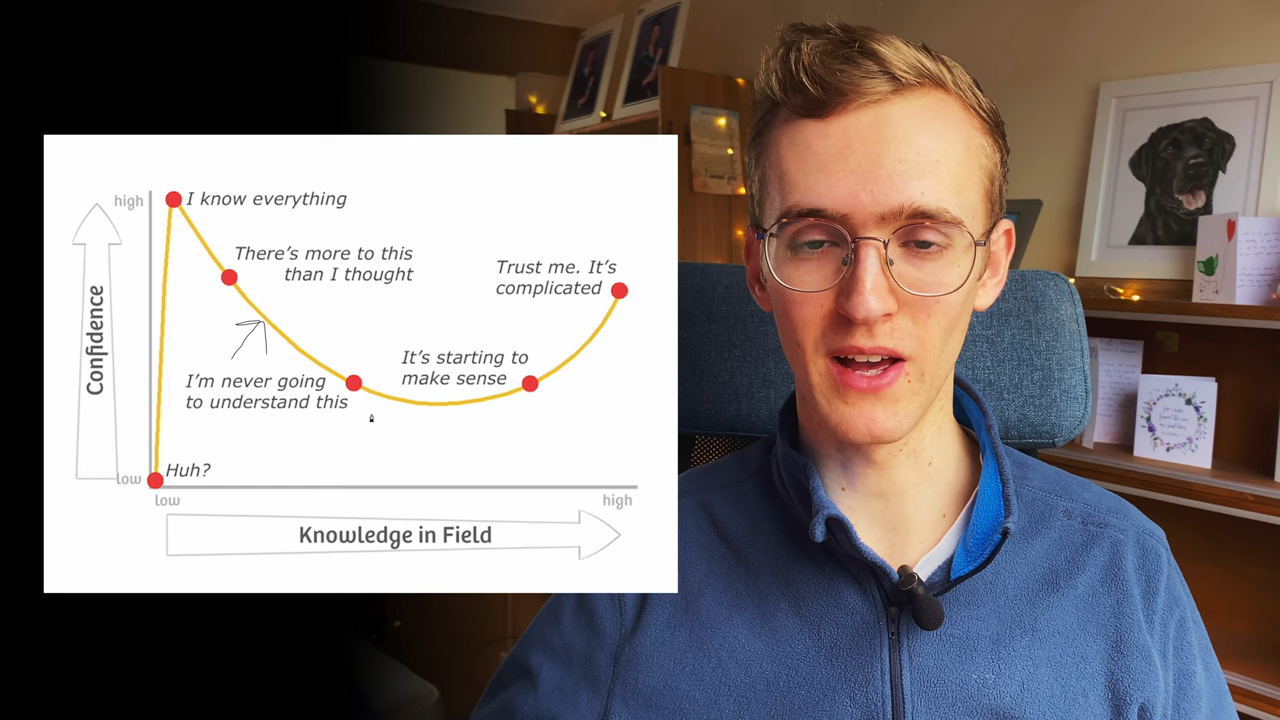 high
I know everything
There's more to this
than I thought
Trust me. It's
complicated
Confidence
It's starting to
make sense
I'm never going
to understand this
Huh?
low
low
high
Knowledge in Field